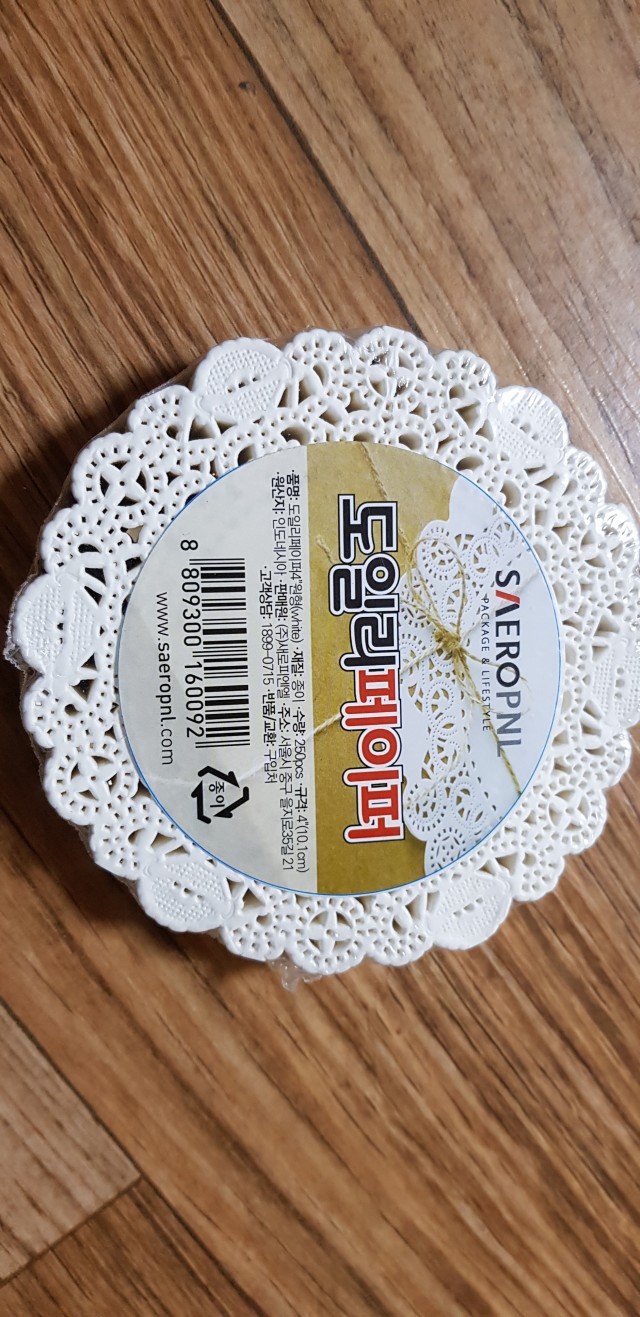 SAEROPNL
PACKAGE & LIFESTYLE
도일리페이퍼
·품명: 도일리페이퍼4"원형(white) ·재질: 종이 ·수량: 250pcs ·규격: 4"(10.1cm)
·원산지: 인도네시아 ·판매원: (주)새로피엔엘 ·주소: 서울시 중구 을지로35길 21
·고객상담: 1899-0715 ·반품/교환: 구입처
8 809300 160092
종이
www.saeropnl.com